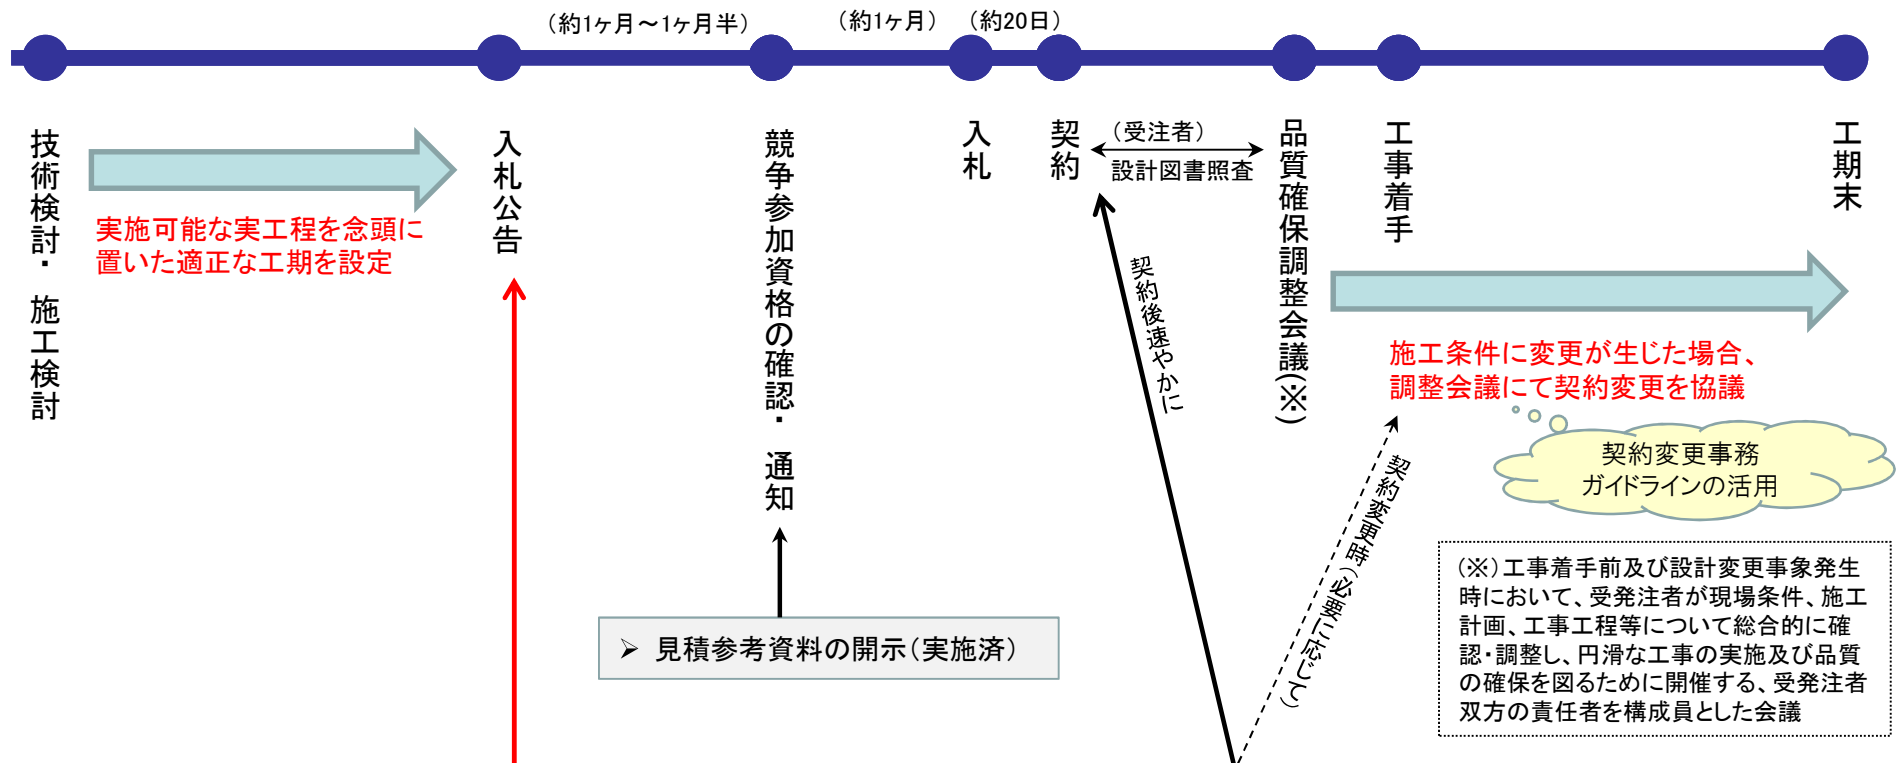 （約1ヶ月～1ヶ月半）
（約1ヶ月）
（約20日）
技術検討・施工検討
実施可能な実工程を念頭に
置いた適正な工期を設定
入札公告
競争参加資格の確認・通知
入札
契約
（受注者）
設計図書照査
品質確保調整会議(※)
工事着手
工期末
契約後速やかに
施工条件に変更が生じた場合、
調整会議にて契約変更を協議
契約変更事務
ガイドラインの活用
契約変更時（必要に応じて）
➢ 見積参考資料の開示（実施済）
（※）工事着手前及び設計変更事象発生
時において、受発注者が現場条件、施工
計画、工事工程等について総合的に確
認・調整し、円滑な工事の実施及び品質
の確保を図るために開催する、受発注者
双方の責任者を構成員とした会議